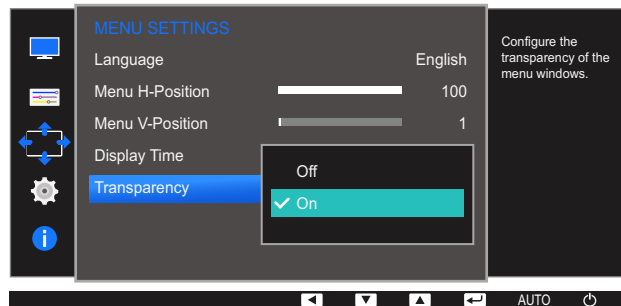 MENU SETTINGS
Language English
Menu H-Position 100
Menu V-Position 1
Display Time
Transparency
Off
On
Configure the
transparency of the
menu windows.
AUTO